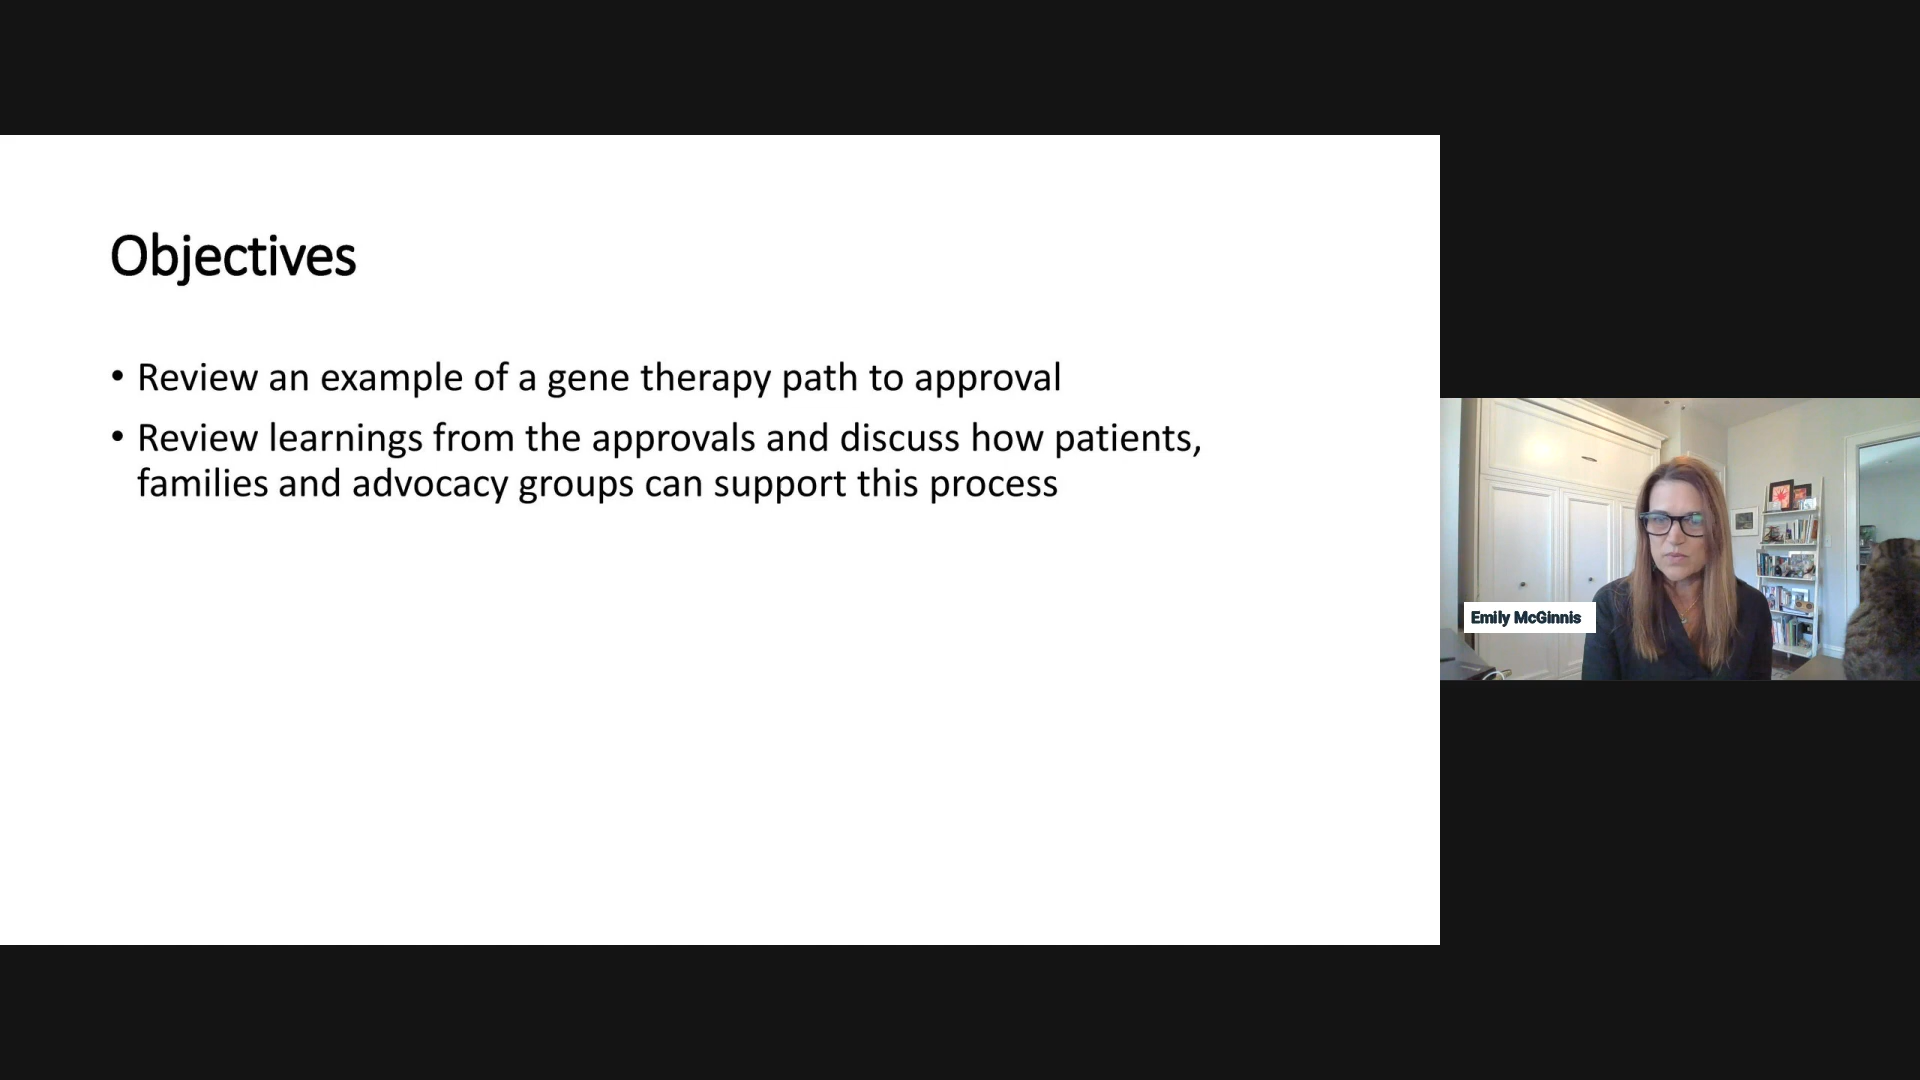 Objectives
• Review an example of a gene therapy path to approval
• Review learnings from the approvals and discuss how patients,
families and advocacy groups can support this process
Emily McGinnis